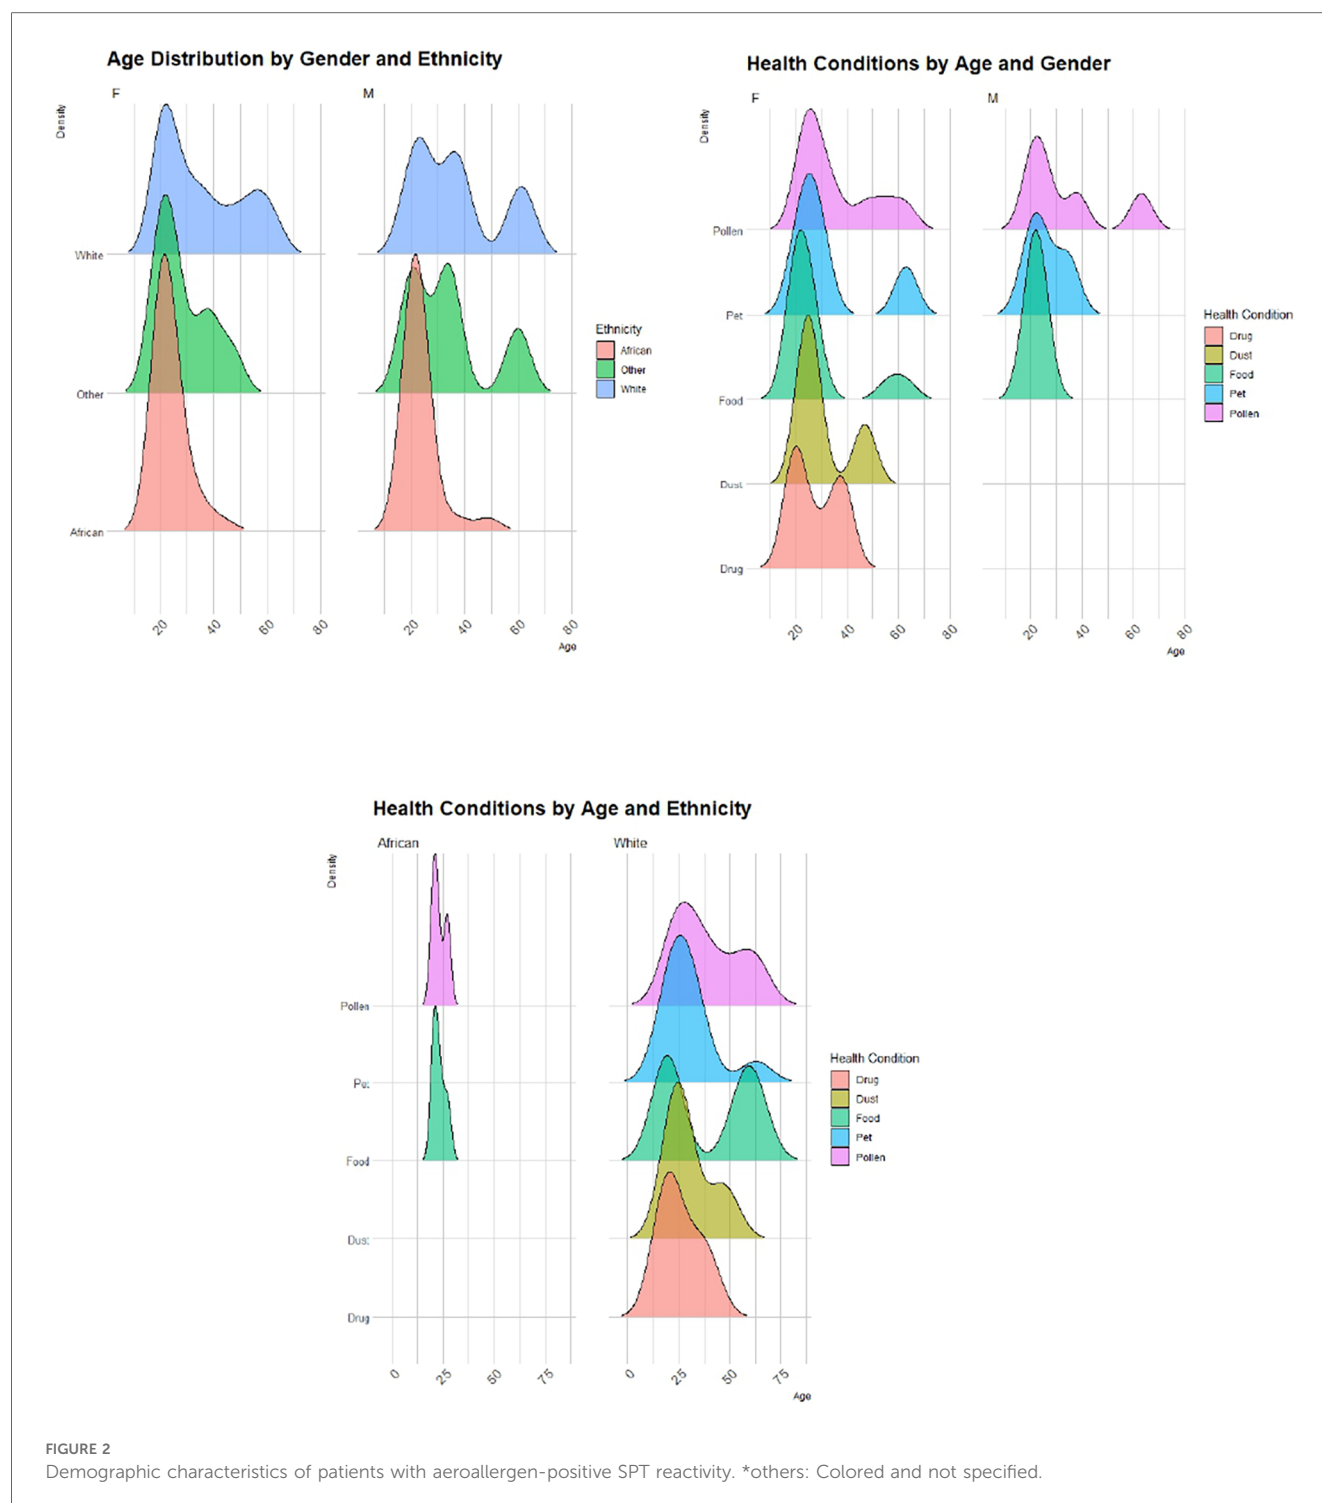 Age Distribution by Gender and Ethnicity
F
M
Density
White
Other
African
20 40 60 80
20 40 60 80
Age
Ethnicity
African
Other
White
Health Conditions by Age and Gender
F
M
Density
Pollen
Pet
Food
Dust
Drug
20 40 60 80
20 40 60 80
Age
Health Condition
Drug
Dust
Food
Pet
Pollen
Health Conditions by Age and Ethnicity
African
White
Density
Pollen
Pet
Food
Dust
Drug
0 25 50 75
0 25 50 75
Age
Health Condition
Drug
Dust
Food
Pet
Pollen
FIGURE 2
Demographic characteristics of patients with aeroallergen-positive SPT reactivity. *others: Colored and not specified.